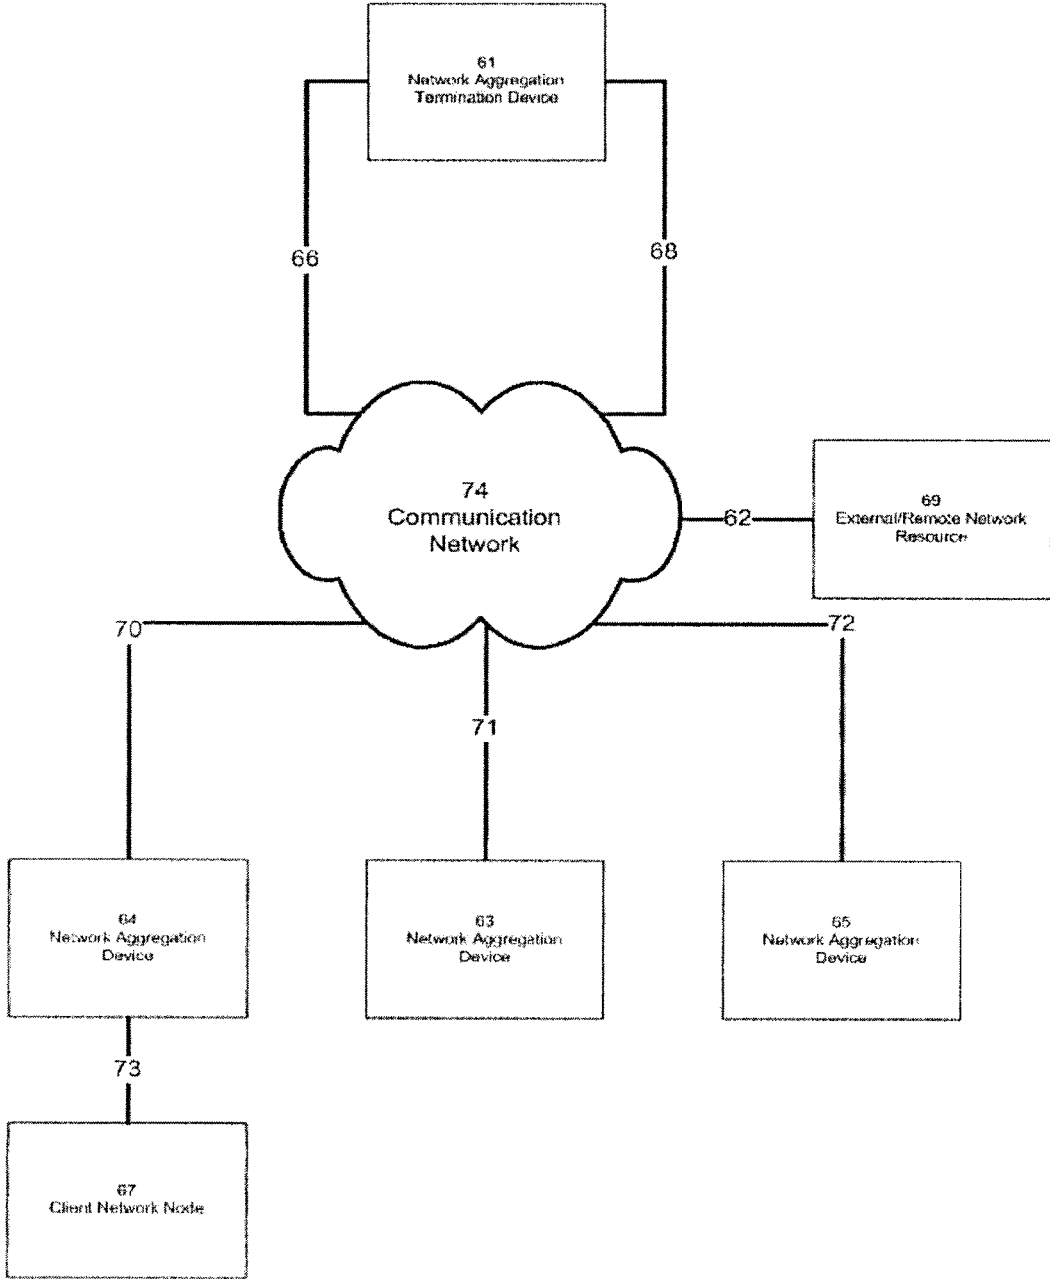 61
Network Aggregation
Termination Device
66
68
74
Communication
Network
62
69
External/Remote Network
Resource
70
72
71
64
Network Aggregation
Device
63
Network Aggregation
Device
65
Network Aggregation
Device
73
67
Client Network Node